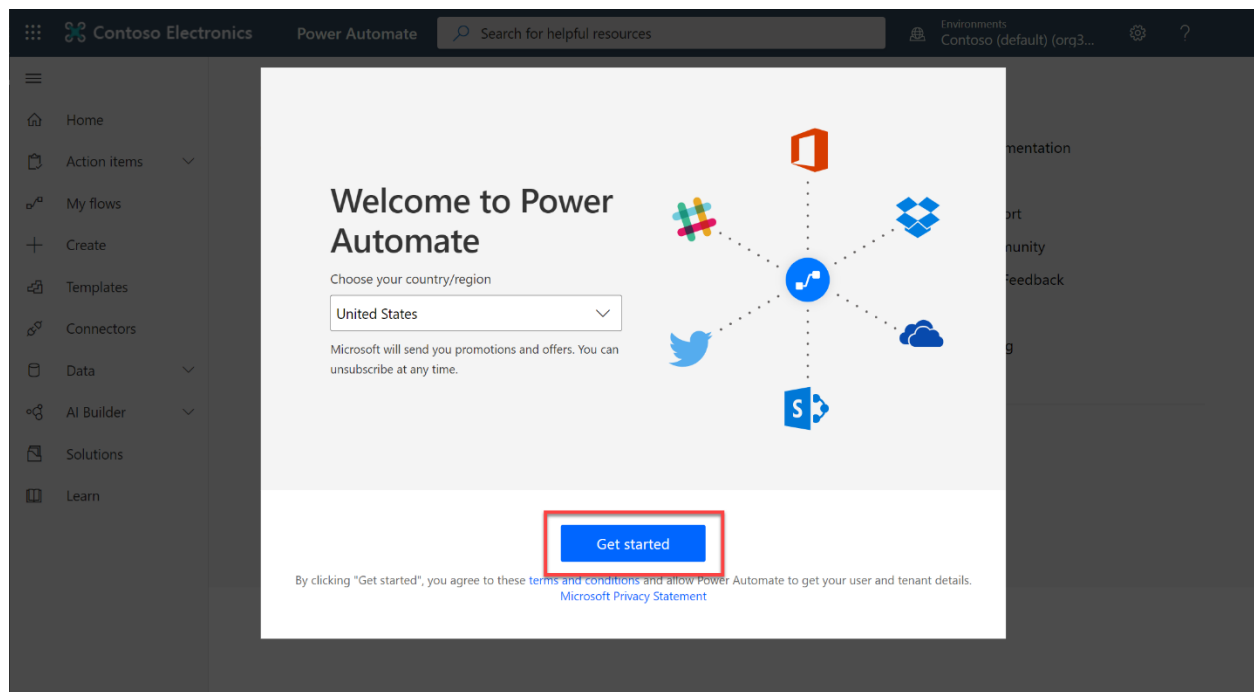 Contoso Electronics
Power Automate
Search for helpful resources
Environments
Contoso (default) (org3...
?
Home
Action items
My flows
Create
Templates
Connectors
Data
AI Builder
Solutions
Learn
Welcome to Power
Automate
Choose your country/region
United States
Microsoft will send you promotions and offers. You can
unsubscribe at any time.
S
Get started
By clicking "Get started", you agree to these terms and conditions and allow Power Automate to get your user and tenant details.
Microsoft Privacy Statement
mentation
ort
nunity
Feedback
g